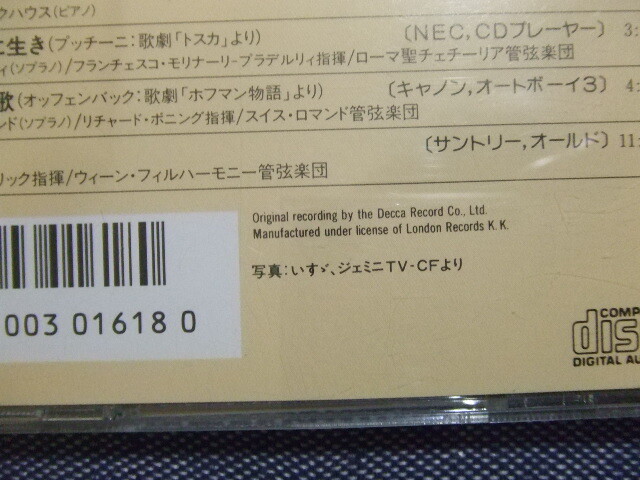 クハウス(ピアノ)
に生き(プッチーニ:歌劇「トスカ」より) 〔NEC,CDプレーヤー〕 3:
ィ(ソプラノ)/フランチェスコ・モリナーリ-プラデルリィ指揮/ローマ聖チェチーリア管弦楽団
歌(オッフェンバック:歌劇「ホフマン物語」より) 〔キャノン,オートボーイ3〕 4:
ンド(ソプラノ)/リチャード・ボニング指揮/スイス・ロマンド管弦楽団
〔サントリー,オールド〕 11:
リック指揮/ウィーン・フィルハーモニー管弦楽団
Original recording by the Decca Record Co., Ltd.
Manufactured under license of London Records K.K.
写真:いすゞ、ジェミニTV-CFより
003 01618 0
COMP
dis
DIGITAL AU